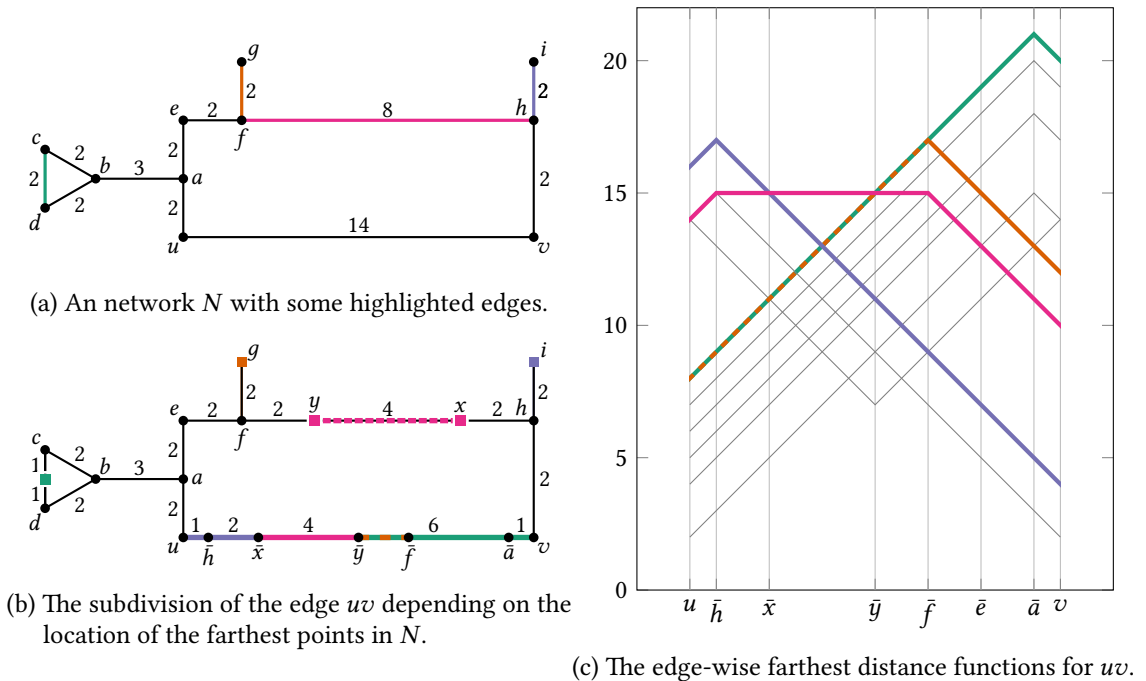 g
i
2
2
e
2
f
8
h
c
2
2
b
3
2
a
2
d
2
2
u
14
v
(a) An network N with some highlighted edges.
g
i
2
2
e
2
f
2
y
4
x
2
h
c
1
2
b
3
2
a
1
d
2
2
2
u
1
h̄
2
x̄
4
ȳ
f̄
6
ā
1
v
(b) The subdivision of the edge uv depending on the
location of the farthest points in N.
20
15
10
5
0
u h̄ x̄ ȳ f̄ ē ā v
(c) The edge-wise farthest distance functions for uv.